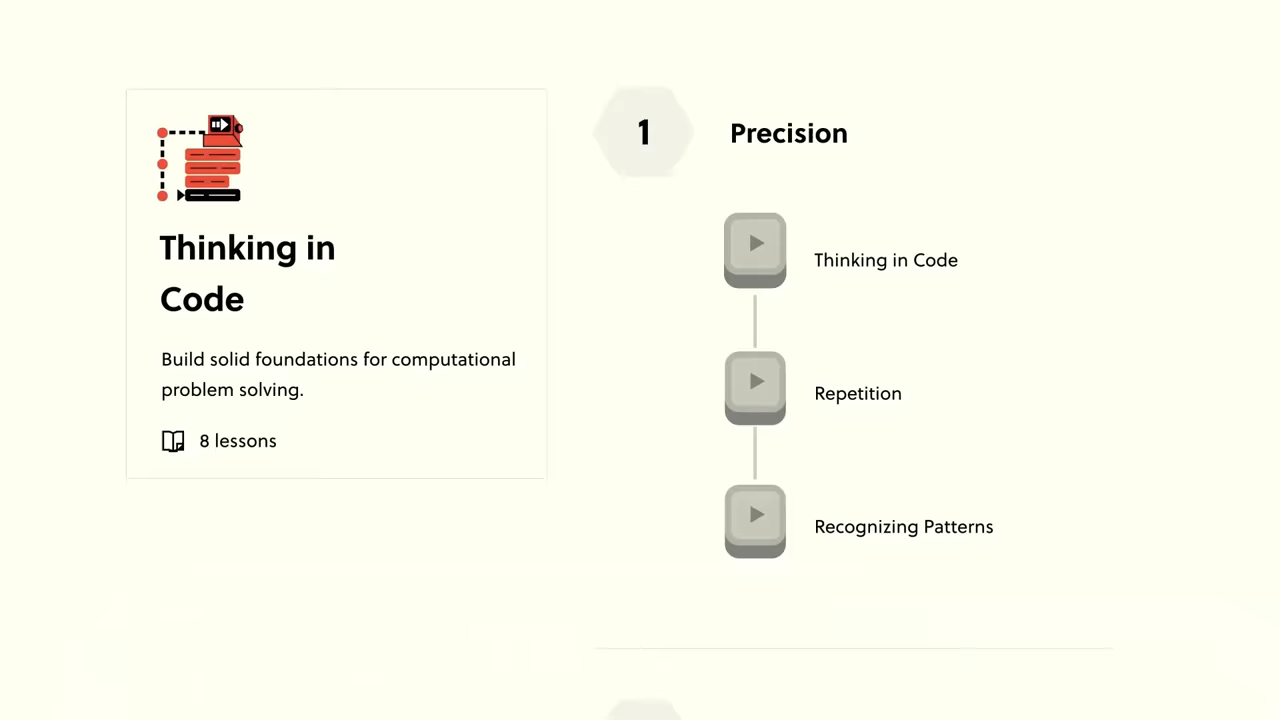 Thinking in
Code
Build solid foundations for computational
problem solving.
8 lessons
1
Precision
Thinking in Code
Repetition
Recognizing Patterns